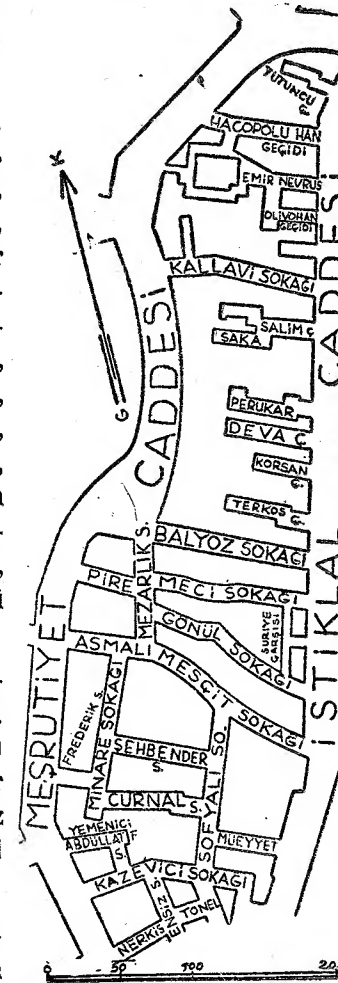 TÜTÜNCÜ
Ç.
HACOPOLU HAN
GEÇİDİ
EMİR NEVRUS
OLİVOHAN
GEÇİDİ
KALLAVİ SOKAĞI
SALİM Ç
SAKA
PERUKAR
DEVA Ç
KORSAN
Ç.
TERKOS
Ç.
K
G
MEŞRUTİYET CADDESİ
İSTİKLAL CADDESİ
BALYOZ SOKAĞI
MEZARLIK S.
PİRE MECİ SOKAĞI
GÖNÜL SOKAĞI
SURİYE
ÇARŞISI
ASMALI MESÇİT SOKAĞI
FREDERİK S.
MİNARE SOKAĞI
ŞEHBENDER
S.
SOFYALI SO.
CURNAL S.
YEMENİCİ
ABDULLATİF
S.
MÜEYYET
KAZEVİCİ SOKAĞI
NERKİS
ENSİZ S.
TÜNEL
0 50 100 20